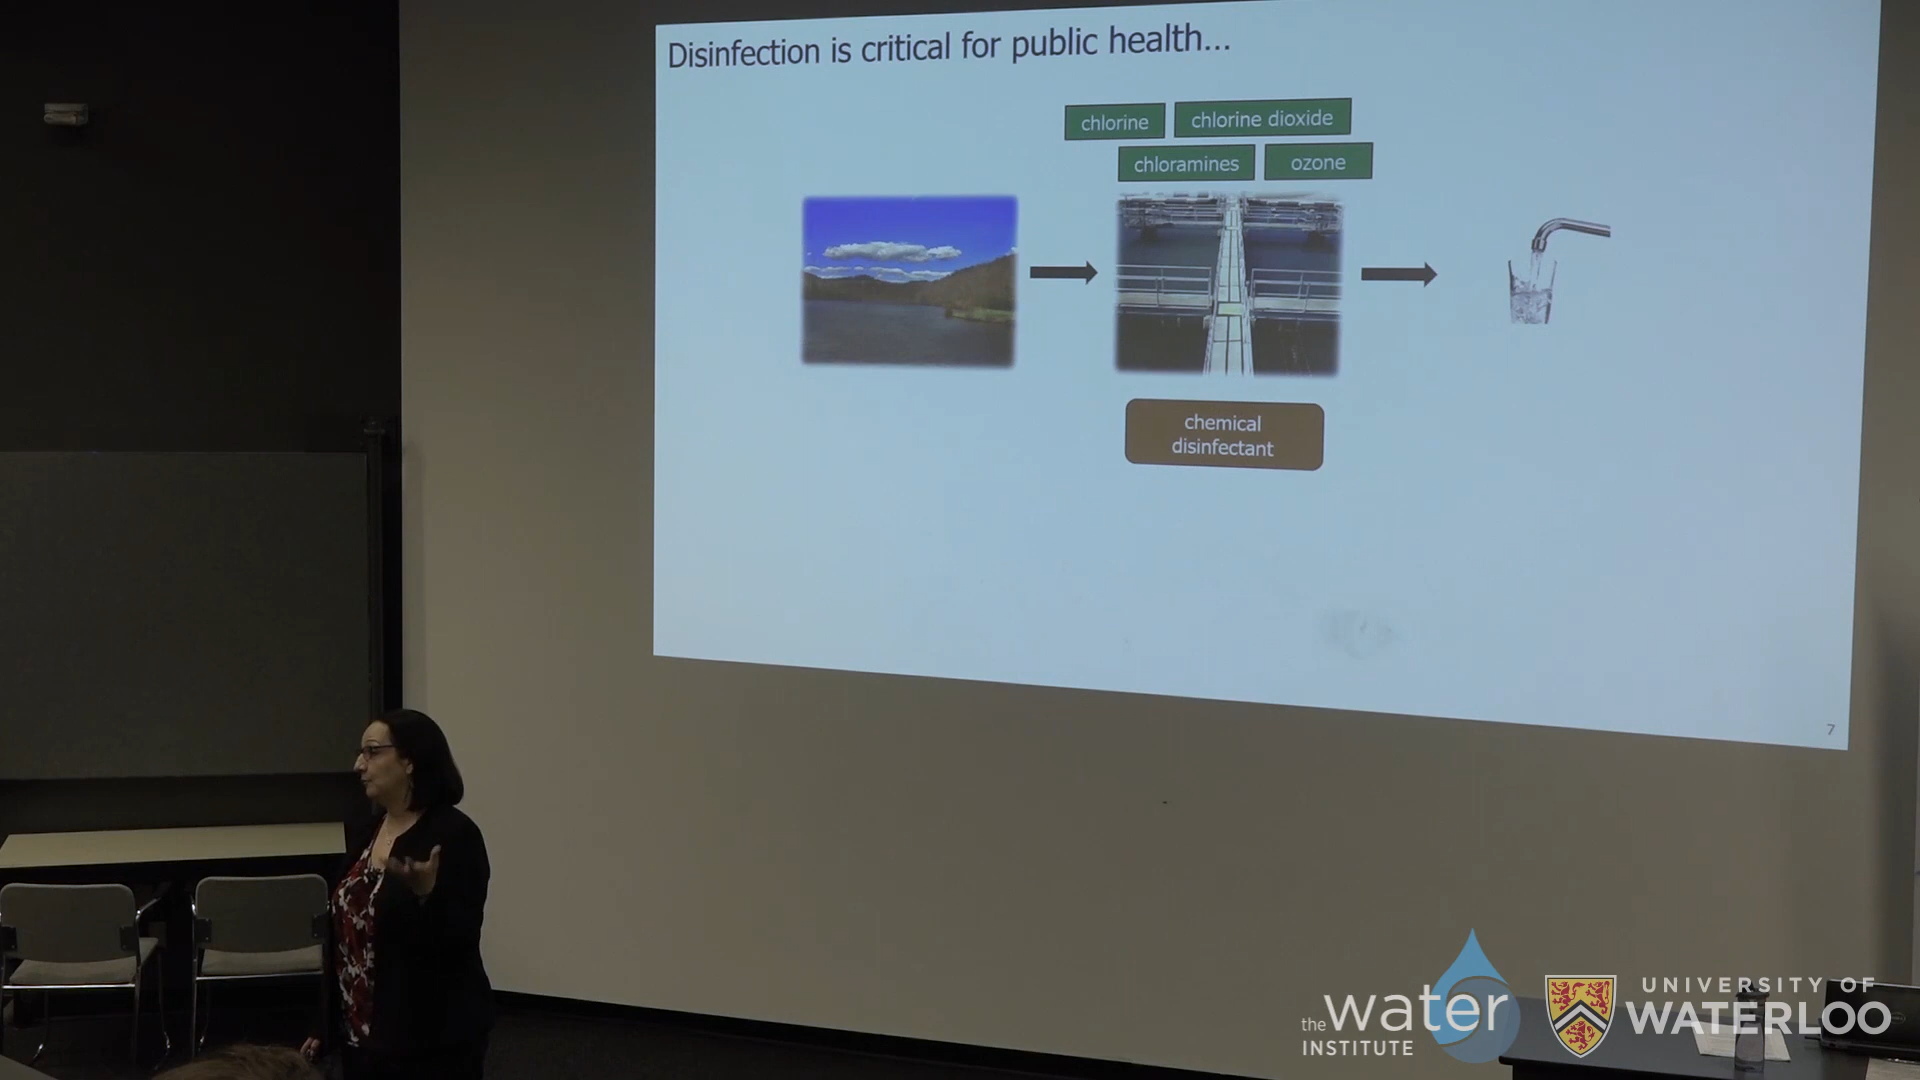 Disinfection is critical for public health...
chlorine
chlorine dioxide
chloramines
ozone
chemical
disinfectant
7
the water
INSTITUTE
UNIVERSITY OF
WATERLOO